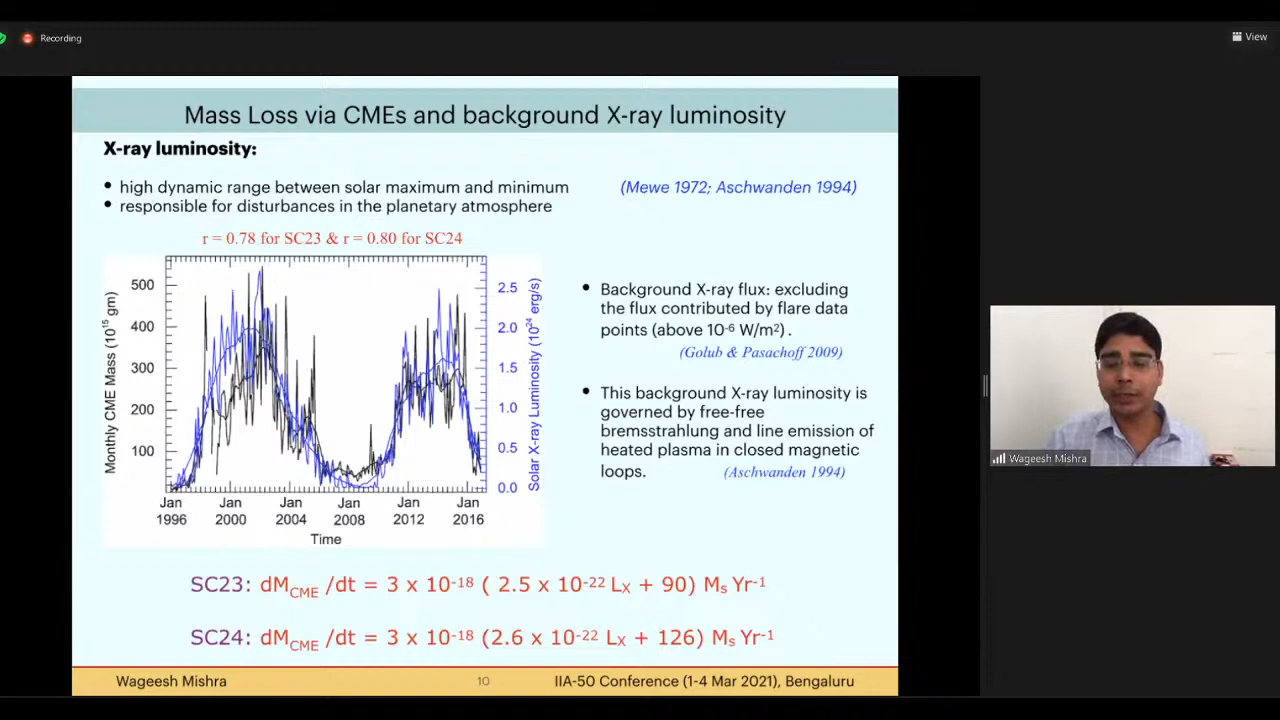 Recording
View
Mass Loss via CMEs and background X-ray luminosity
X-ray luminosity:
• high dynamic range between solar maximum and minimum (Mewe 1972; Aschwanden 1994)
• responsible for disturbances in the planetary atmosphere
r = 0.78 for SC23 & r = 0.80 for SC24
Monthly CME Mass (10¹⁵ gm)
500
400
300
200
100
2.5
2.0
1.5
1.0
0.5
0.0
Solar X-ray Luminosity (10²⁴ erg/s)
Jan Jan Jan Jan Jan Jan
1996 2000 2004 2008 2012 2016
Time
• Background X-ray flux: excluding
the flux contributed by flare data
points (above 10⁻⁶ W/m²) .
(Golub & Pasachoff 2009)
• This background X-ray luminosity is
governed by free-free
bremsstrahlung and line emission of
heated plasma in closed magnetic
loops. (Aschwanden 1994)
Wageesh Mishra
SC23: dM_CME /dt = 3 x 10⁻¹⁸ ( 2.5 x 10⁻²² Lₓ + 90) Mₛ Yr⁻¹
SC24: dM_CME /dt = 3 x 10⁻¹⁸ (2.6 x 10⁻²² Lₓ + 126) Mₛ Yr⁻¹
Wageesh Mishra 10 IIA-50 Conference (1-4 Mar 2021), Bengaluru